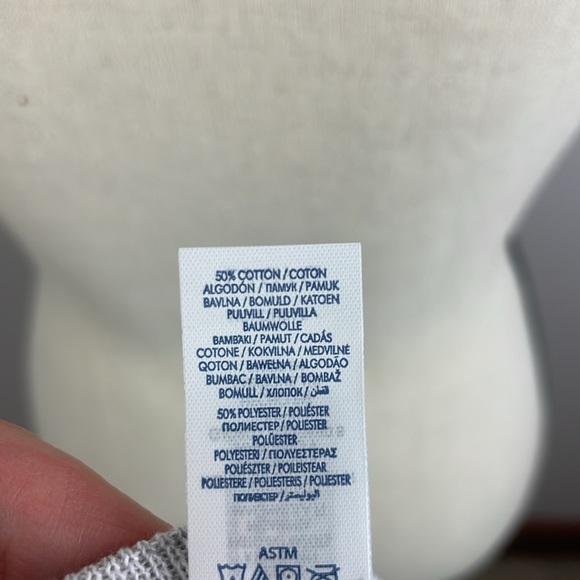 50% COTTON / COTON
ALGODÓN / ПАМУК / PAMUK
BAVLNA / BOMULD / KATOEN
PUUVILL / PUUVILLA
BAUMWOLLE
BAMBAKI / PAMUT / CADÁS
COTONE / KOKVILNA / MEDVILNĖ
QOTON / BAWEŁNA / ALGODÃO
BUMBAC / BAVLNA / BOMBAŽ
BOMULL / ХЛОПОК / قطن
50% POLYESTER / POLIÉSTER
ПОЛИЕСТЕР / POLIESTER
POLÜESTER
POLYESTERI / ΠΟΛΥΕΣΤΕΡΑΣ
POLIÉSZTER / POILEISTEAR
POLIESTERE / POLIESTERIS / POLIESTER
ПОЛИЕСТЕР / البوليستر
ASTM